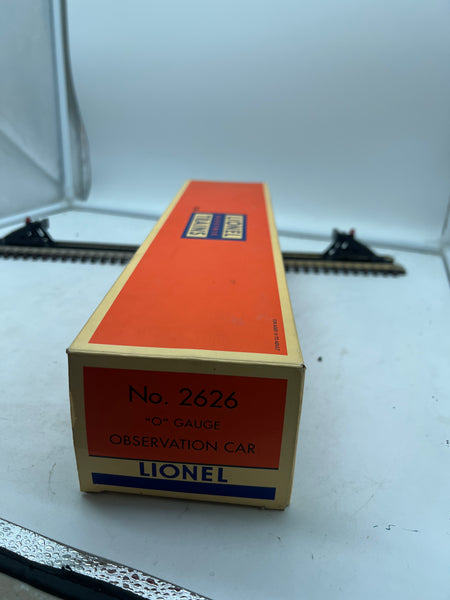 LIONEL
TRAINS
No. 2626
"O" GAUGE
OBSERVATION CAR
LIONEL